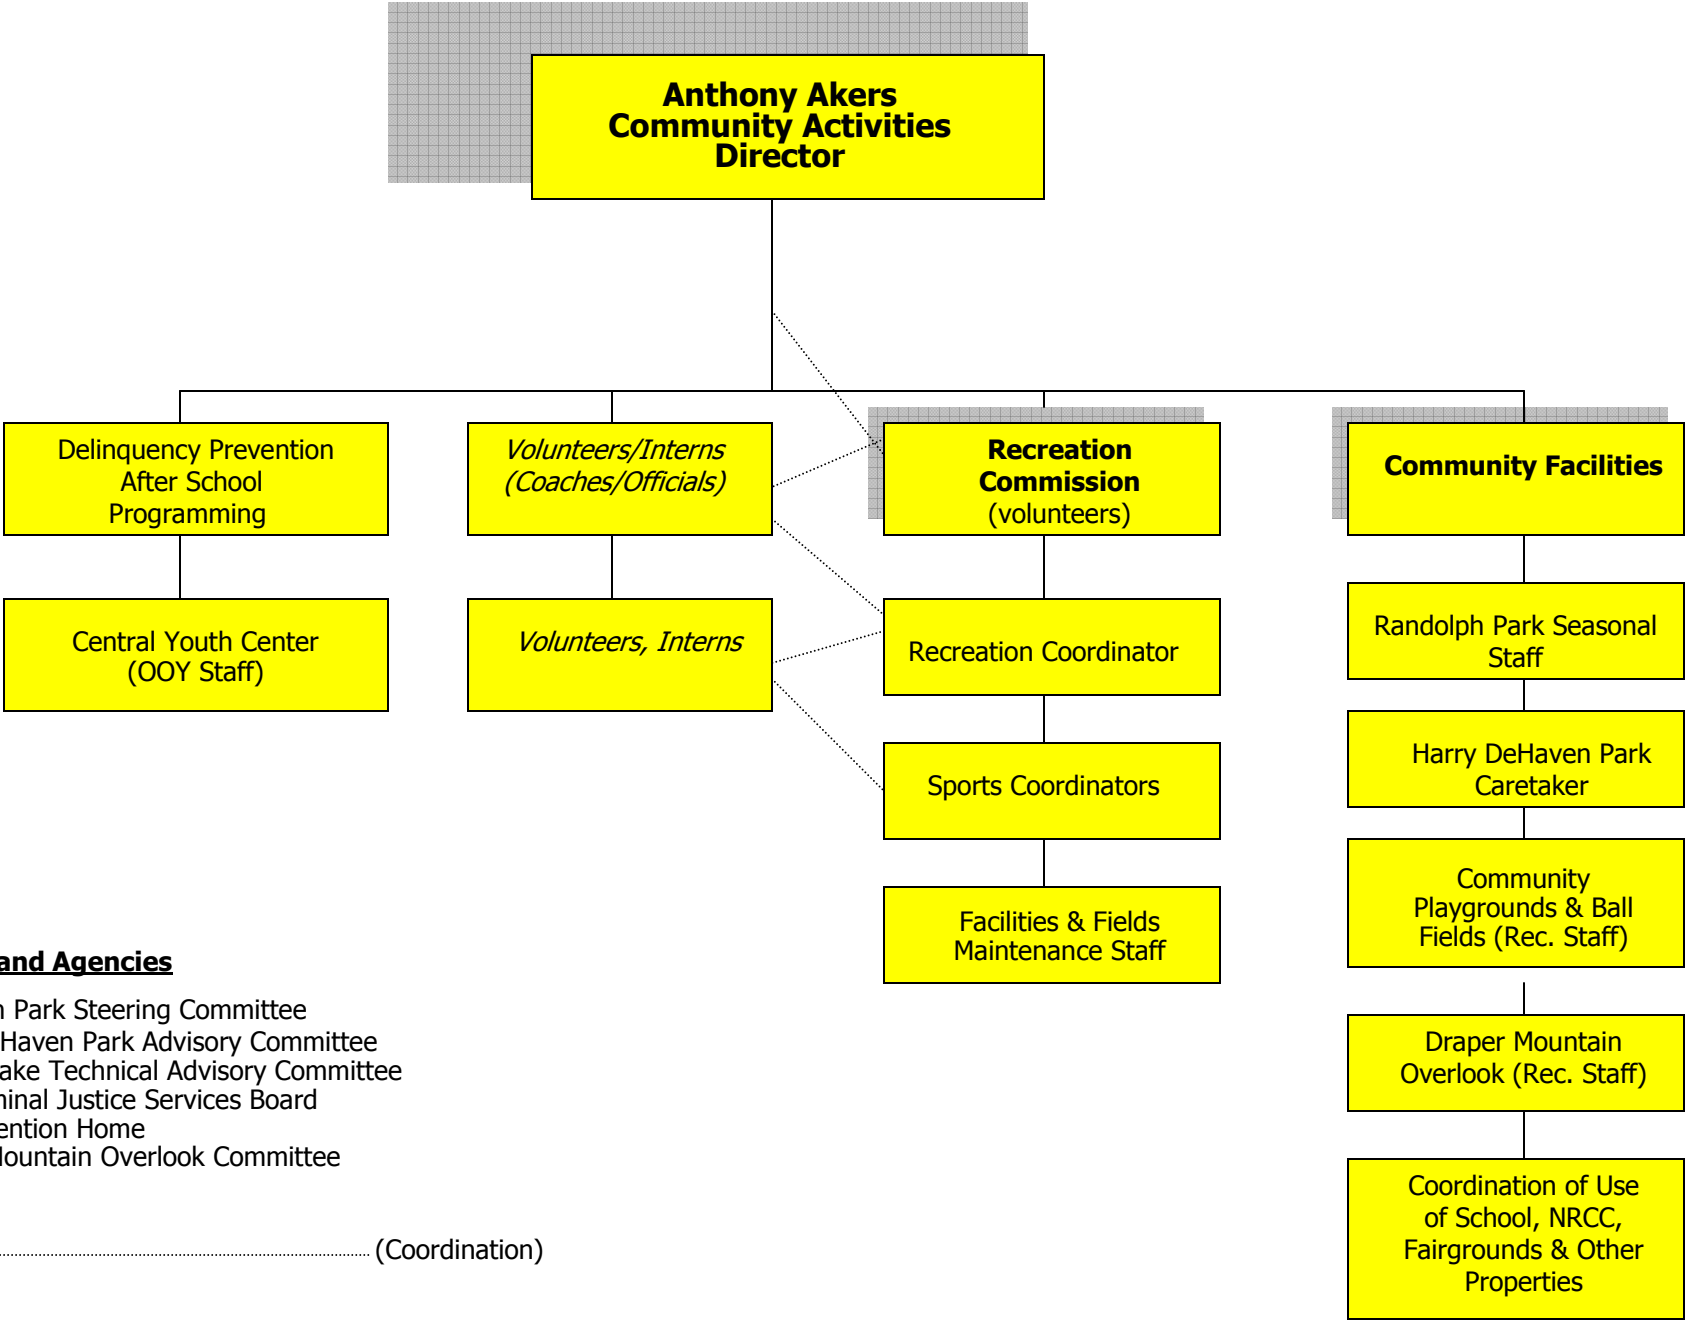 Anthony Akers
Community Activities
Director
Delinquency Prevention
After School
Programming
Volunteers/Interns
(Coaches/Officials)
Recreation
Commission
(volunteers)
Community Facilities
Central Youth Center
(OOY Staff)
Volunteers, Interns
Recreation Coordinator
Randolph Park Seasonal
Staff
Sports Coordinators
Harry DeHaven Park
Caretaker
Facilities & Fields
Maintenance Staff
Community
Playgrounds & Ball
Fields (Rec. Staff)
Draper Mountain
Overlook (Rec. Staff)
Coordination of Use
of School, NRCC,
Fairgrounds & Other
Properties
and Agencies
Park Steering Committee
Haven Park Advisory Committee
Technical Advisory Committee
Justice Services Board
Home
Overlook Committee
(Coordination)